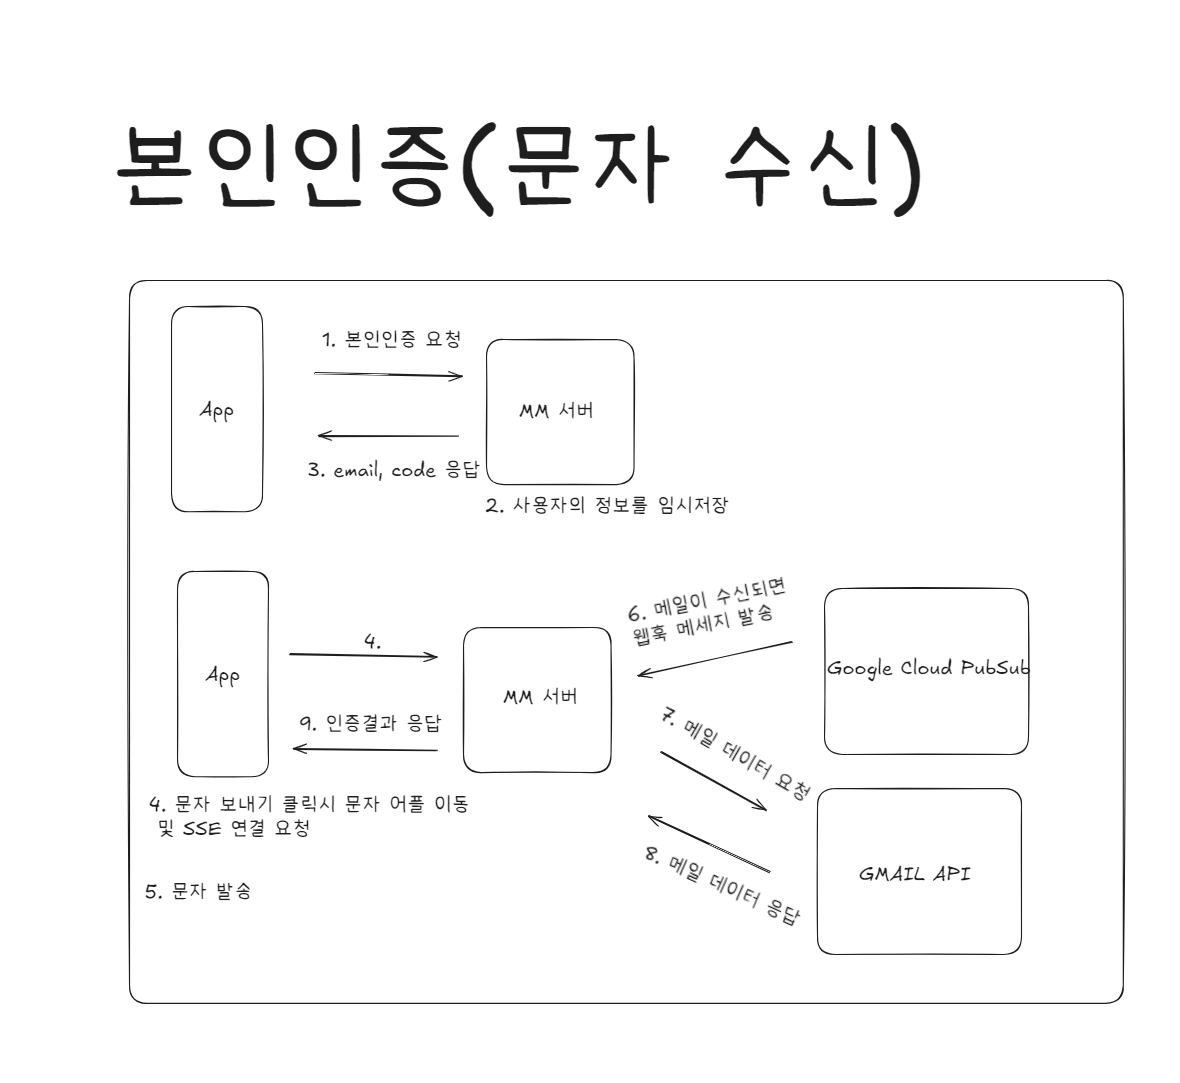 본인인증(문자 수신)
App
1. 본인인증 요청
MM 서버
3. email, code 응답
2. 사용자의 정보를 임시저장
App
4.
9. 인증결과 응답
MM 서버
6. 메일이 수신되면
웹훅 메세지 발송
Google Cloud PubSub
7. 메일 데이터 요청
8. 메일 데이터 응답
GMAIL API
4. 문자 보내기 클릭시 문자 어플 이동
및 SSE 연결 요청
5. 문자 발송